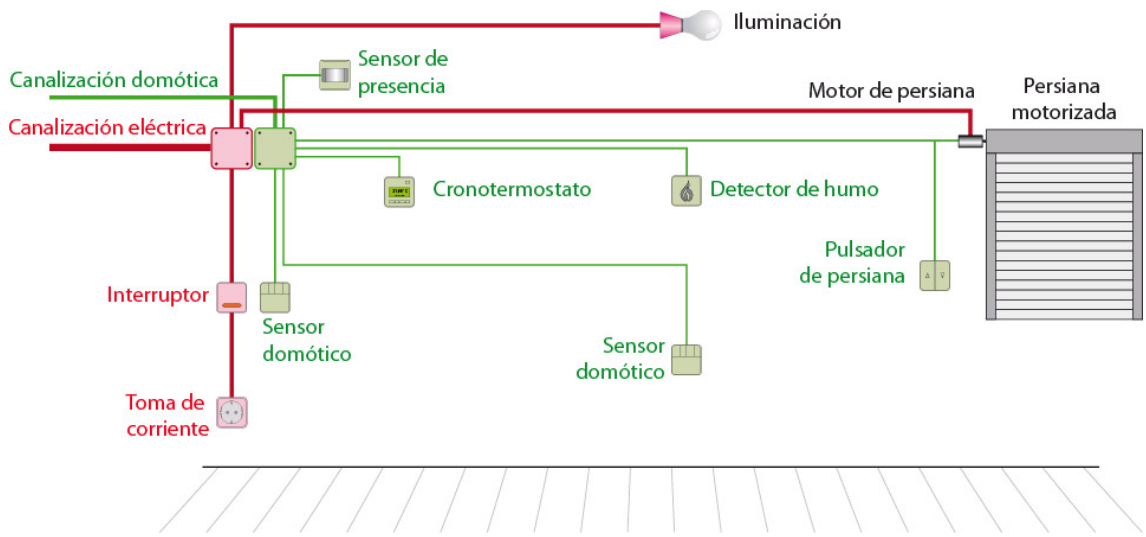 Iluminación
Sensor de
presencia
Canalización domótica
Motor de persiana
Persiana
motorizada
Canalización eléctrica
Cronotermostato
Detector de humo
Pulsador
de persiana
Interruptor
Sensor
domótico
Sensor
domótico
Toma de
corriente